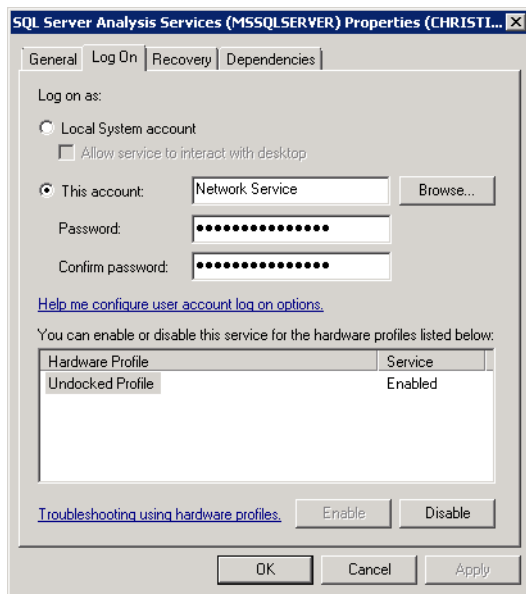 SQL Server Analysis Services (MSSQLSERVER) Properties (CHRISTI...
General Log On Recovery Dependencies
Log on as:
Local System account
Allow service to interact with desktop
This account: Network Service Browse...
Password: •••••••••••••••
Confirm password: •••••••••••••••
Help me configure user account log on options.
You can enable or disable this service for the hardware profiles listed below:
Hardware Profile Service
Undocked Profile Enabled
Troubleshooting using hardware profiles. Enable Disable
OK Cancel Apply